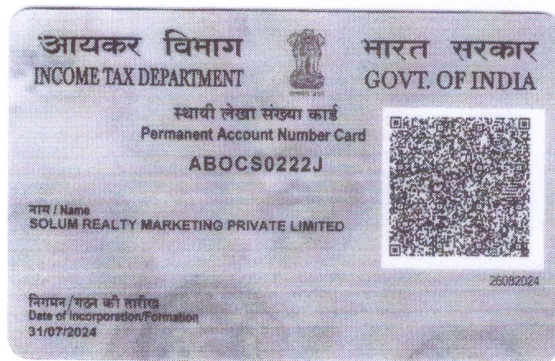 आयकर विभाग
INCOME TAX DEPARTMENT
भारत सरकार
GOVT. OF INDIA
स्थायी लेखा संख्या कार्ड
Permanent Account Number Card
ABOCS0222J
नाम / Name
SOLUM REALTY MARKETING PRIVATE LIMITED
26082024
निगमन/गठन की तारीख
Date of Incorporation/Formation
31/07/2024